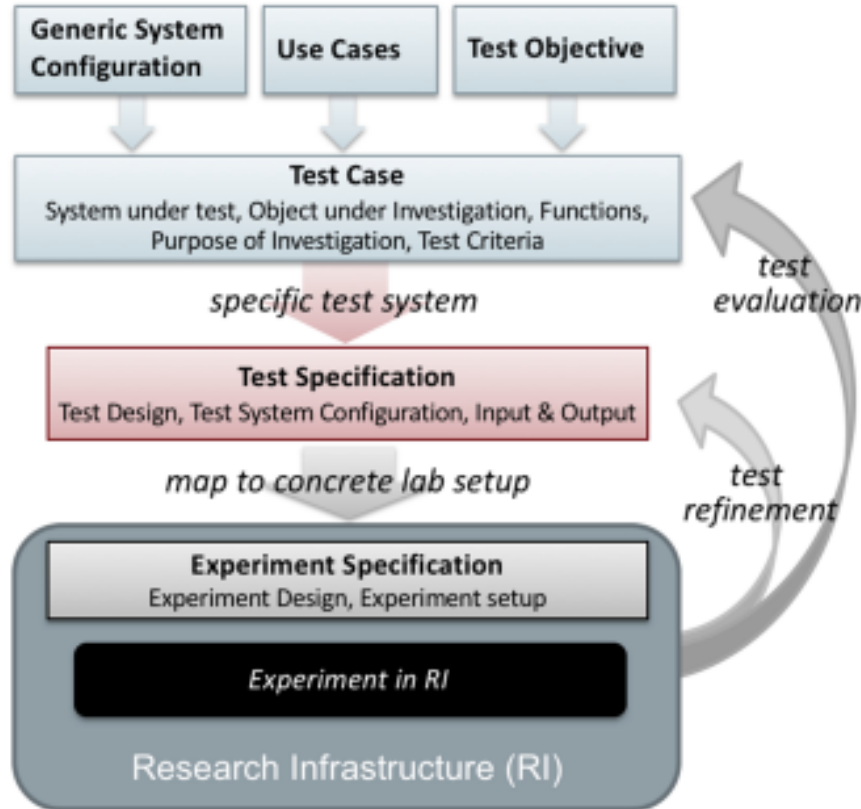 Generic System
Configuration
Use Cases
Test Objective
Test Case
System under test, Object under Investigation, Functions,
Purpose of Investigation, Test Criteria
specific test system
test
evaluation
Test Specification
Test Design, Test System Configuration, Input & Output
map to concrete lab setup
test
refinement
Experiment Specification
Experiment Design, Experiment setup
Experiment in RI
Research Infrastructure (RI)